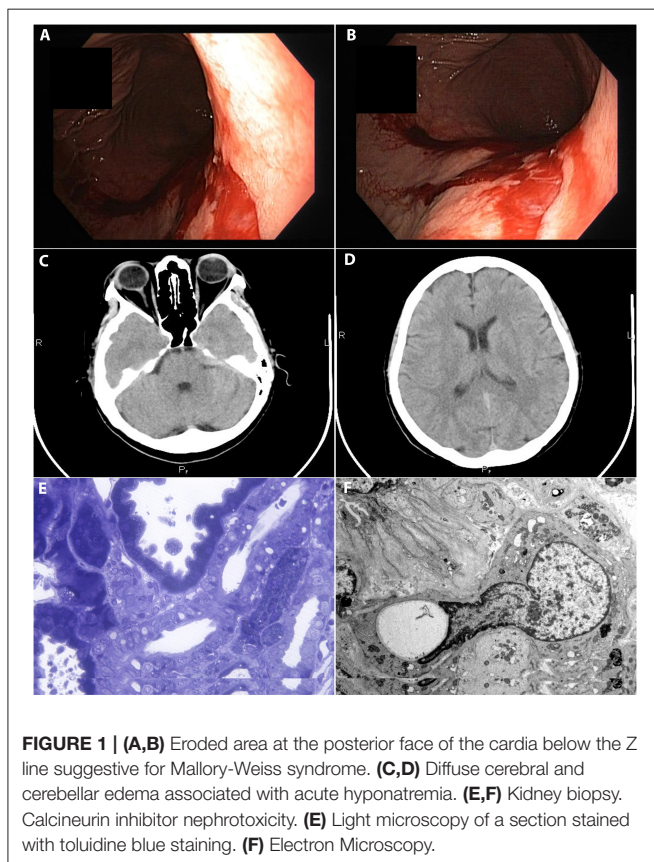 A
B
C
D
R
L
R
L
P
P
E
F
FIGURE 1 | (A,B) Eroded area at the posterior face of the cardia below the Z
line suggestive for Mallory-Weiss syndrome. (C,D) Diffuse cerebral and
cerebellar edema associated with acute hyponatremia. (E,F) Kidney biopsy.
Calcineurin inhibitor nephrotoxicity. (E) Light microscopy of a section stained
with toluidine blue staining. (F) Electron Microscopy.